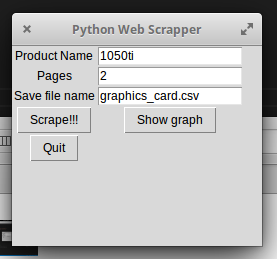 Python Web Scrapper
Product Name 1050ti
Pages 2
Save file name graphics_card.csv
Scrape!!! Show graph
Quit